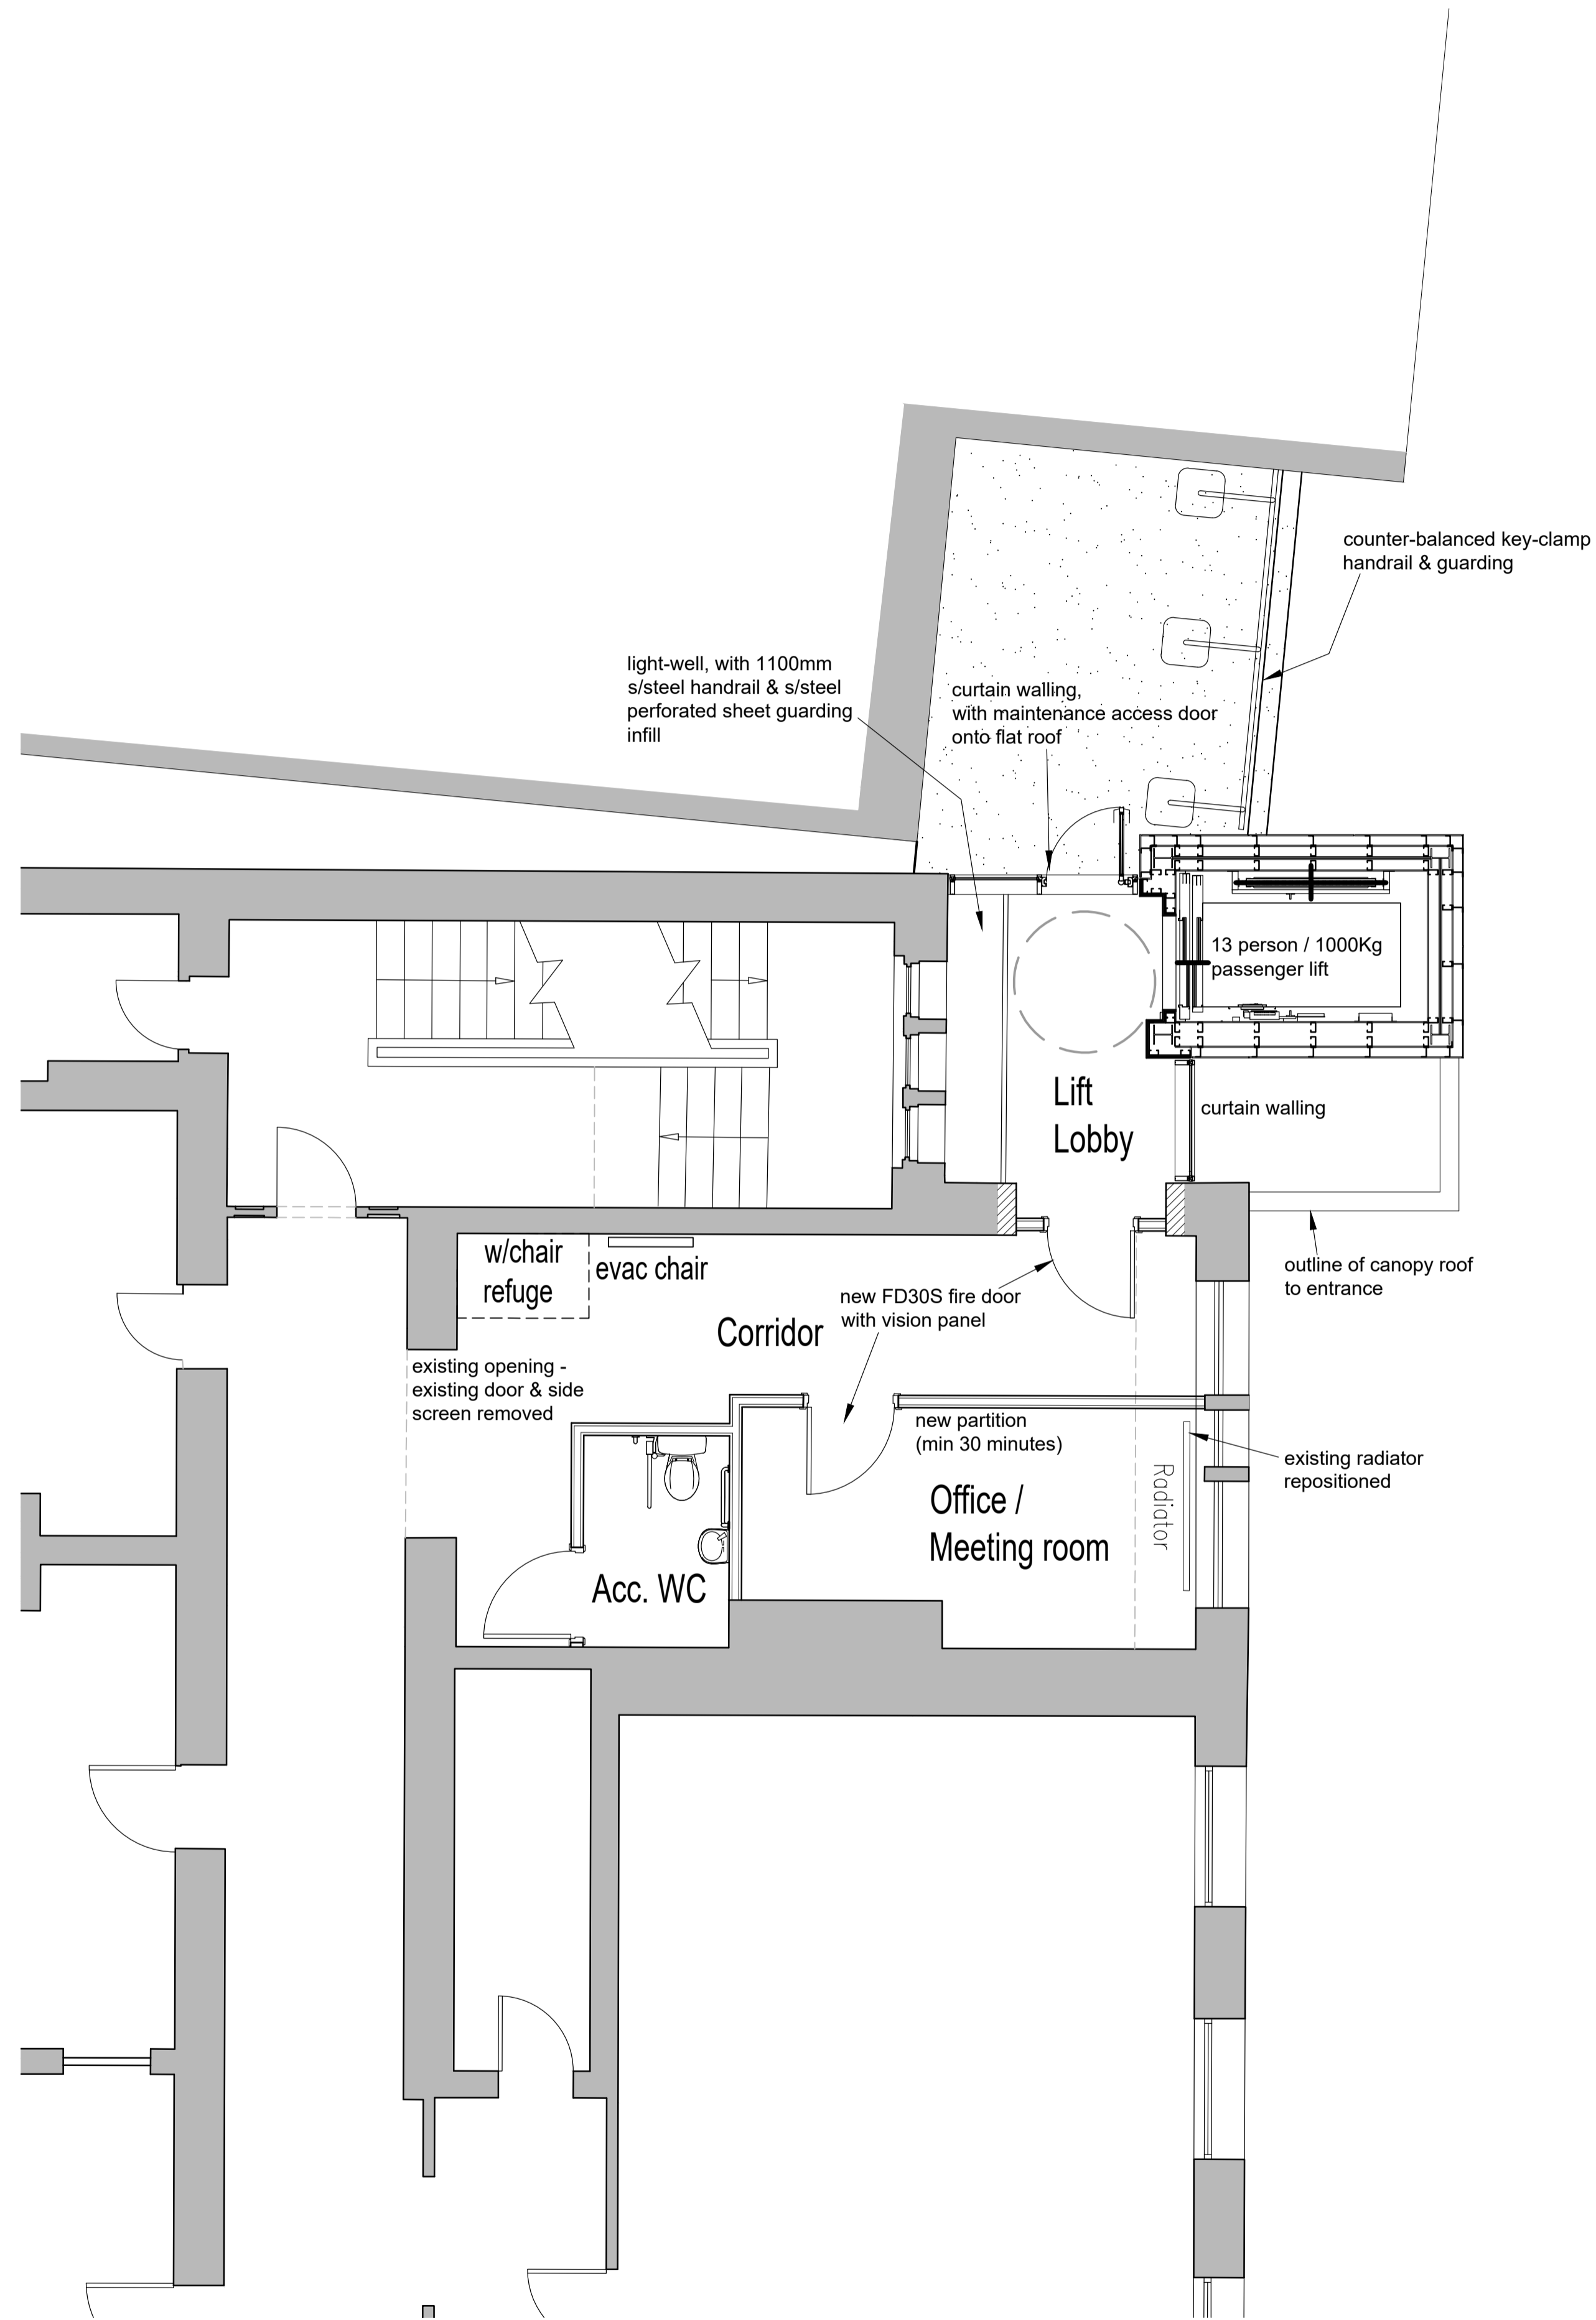 counter-balanced key-clamp
handrail & guarding
light-well, with 1100mm
s/steel handrail & s/steel
perforated sheet guarding
infill
curtain walling,
with maintenance access door
onto flat roof
13 person / 1000Kg
passenger lift
Lift
Lobby
curtain walling
w/chair
refuge
evac chair
outline of canopy roof
to entrance
new FD30S fire door
with vision panel
Corridor
existing opening -
existing door & side
screen removed
new partition
(min 30 minutes)
existing radiator
repositioned
Radiator
Office /
Meeting room
Acc. WC